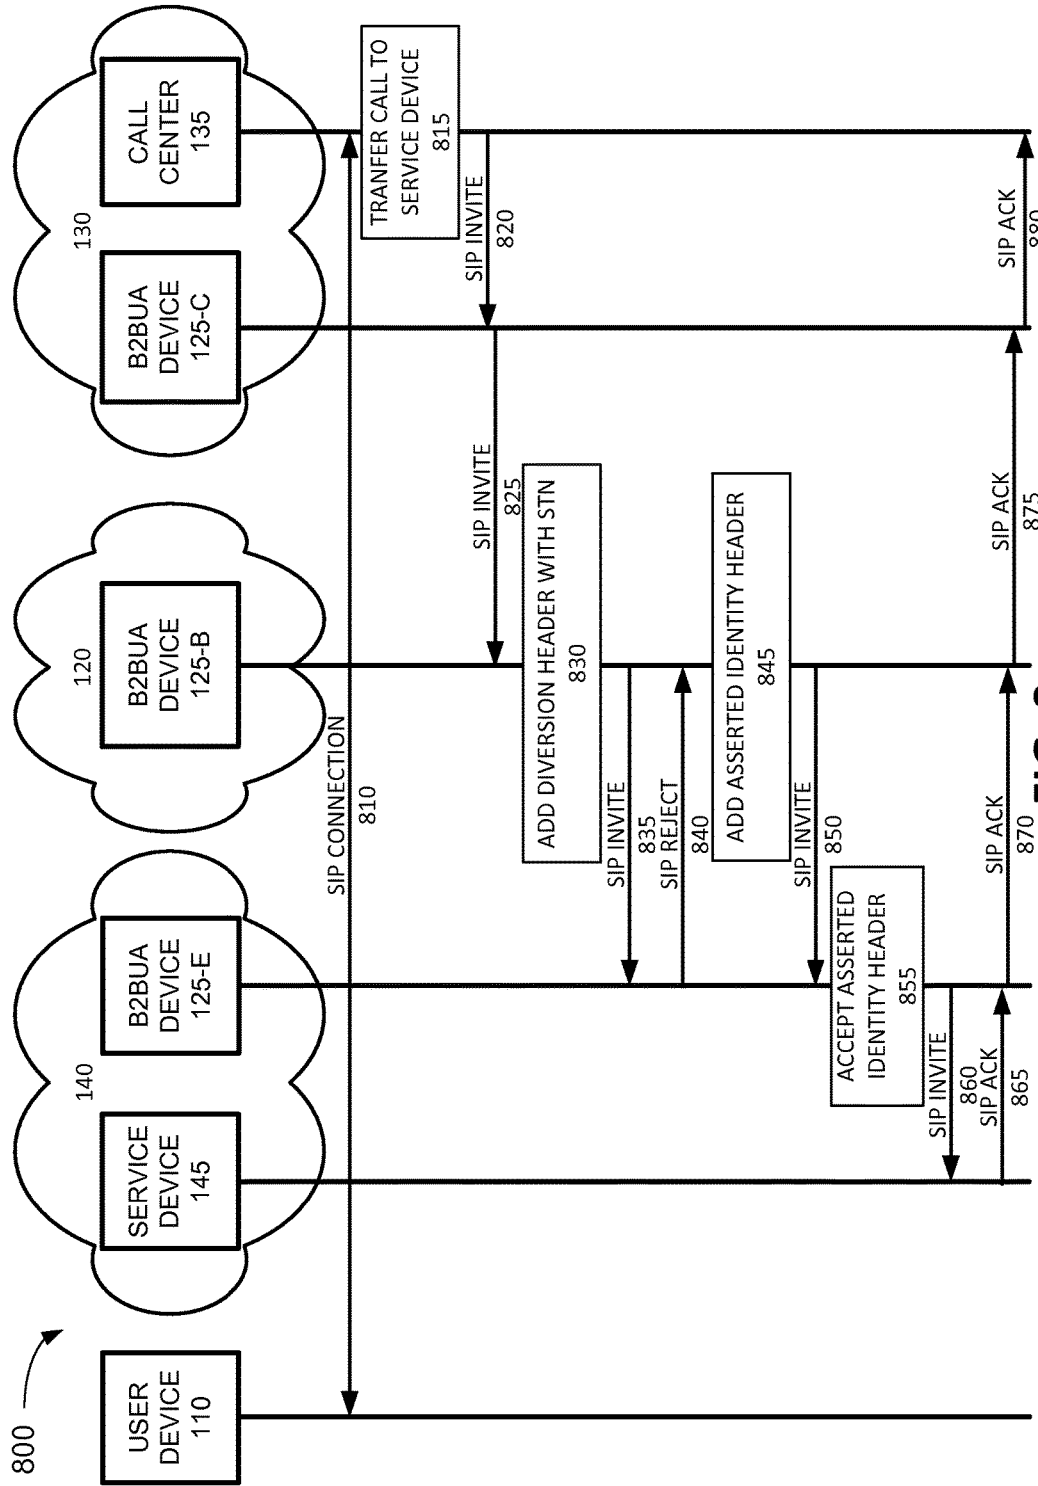 800
USER
DEVICE
110
140
SERVICE
DEVICE
145
B2BUA
DEVICE
125-E
120
B2BUA
DEVICE
125-B
130
B2BUA
DEVICE
125-C
CALL
CENTER
135
SIP CONNECTION
810
TRANFER CALL TO
SERVICE DEVICE
815
SIP INVITE
820
SIP INVITE
825
ADD DIVERSION HEADER WITH STN
830
SIP INVITE
835
SIP REJECT
840
ADD ASSERTED IDENTITY HEADER
845
SIP INVITE
850
ACCEPT ASSERTED
IDENTITY HEADER
855
SIP INVITE
860
SIP ACK
865
SIP ACK
870
SIP ACK
875
SIP ACK
880